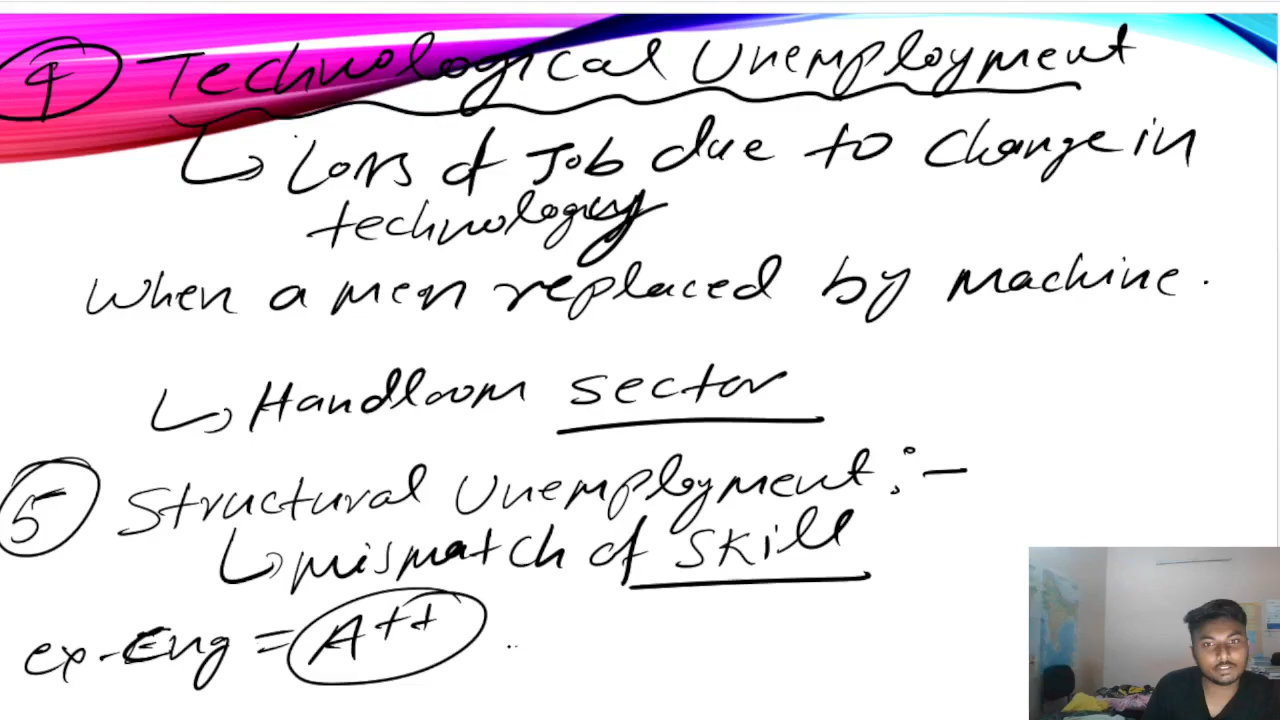 4 Technological Unemployment
Loss of Job due to change in
technology
when a men replaced by machine.
Handloom sector
5 Structural Unemployment :-
mismatch of skill
ex-Eng = A++